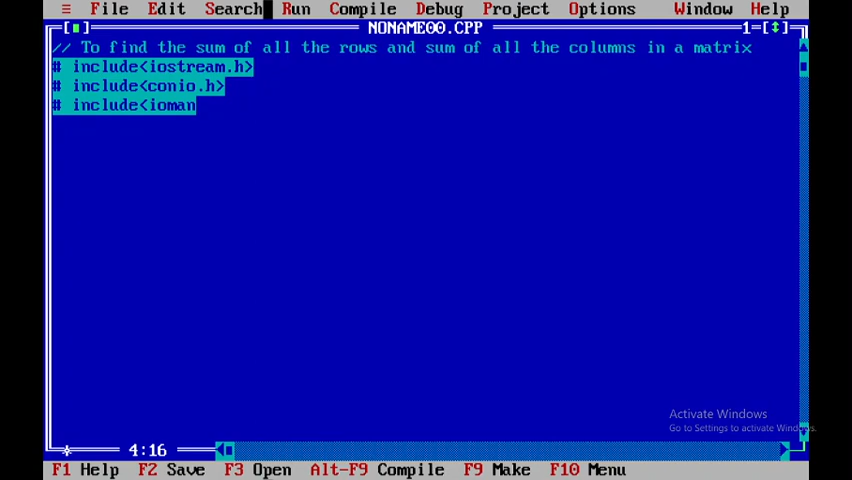 ≡ File Edit Search Run Compile Debug Project Options Window Help
[■] NONAME00.CPP 1=[↕]
// To find the sum of all the rows and sum of all the columns in a matrix
# include<iostream.h>
# include<conio.h>
# include<ioman
Activate Windows
Go to Settings to activate Windows.
* 4:16
F1 Help F2 Save F3 Open Alt-F9 Compile F9 Make F10 Menu